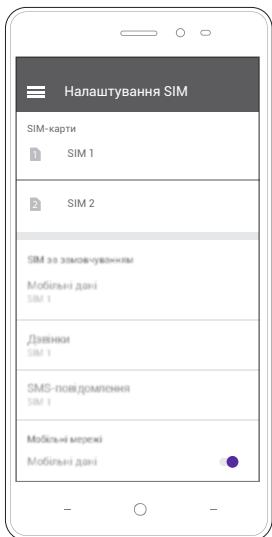 Налаштування SIM
SIM-карти
1 SIM 1
2 SIM 2
SIM за замовчуванням
Мобільні дані
SIM 1
Дзвінки
SIM 1
SMS-повідомлення
SIM 1
Мобільні мережі
Мобільні дані